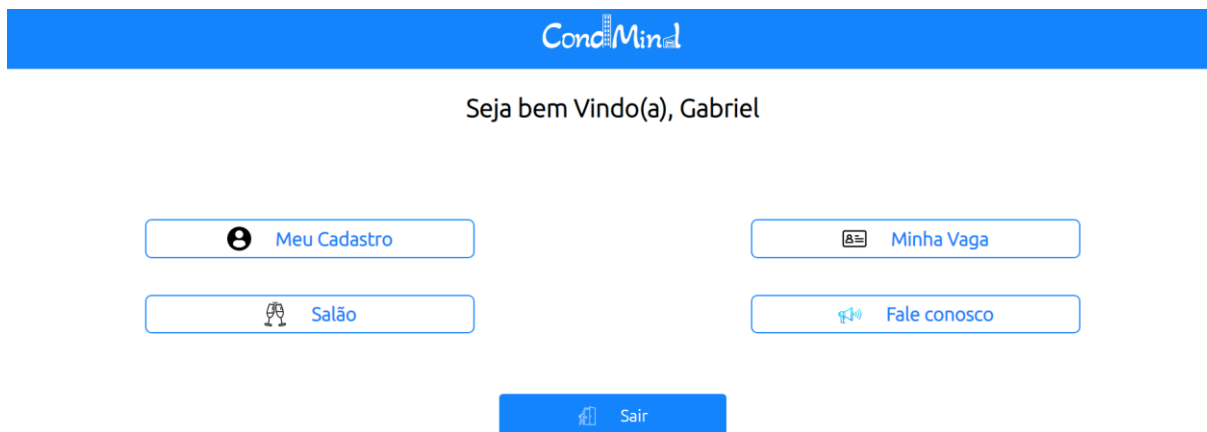 CondMind
Seja bem Vindo(a), Gabriel
Meu Cadastro
Minha Vaga
Salão
Fale conosco
Sair